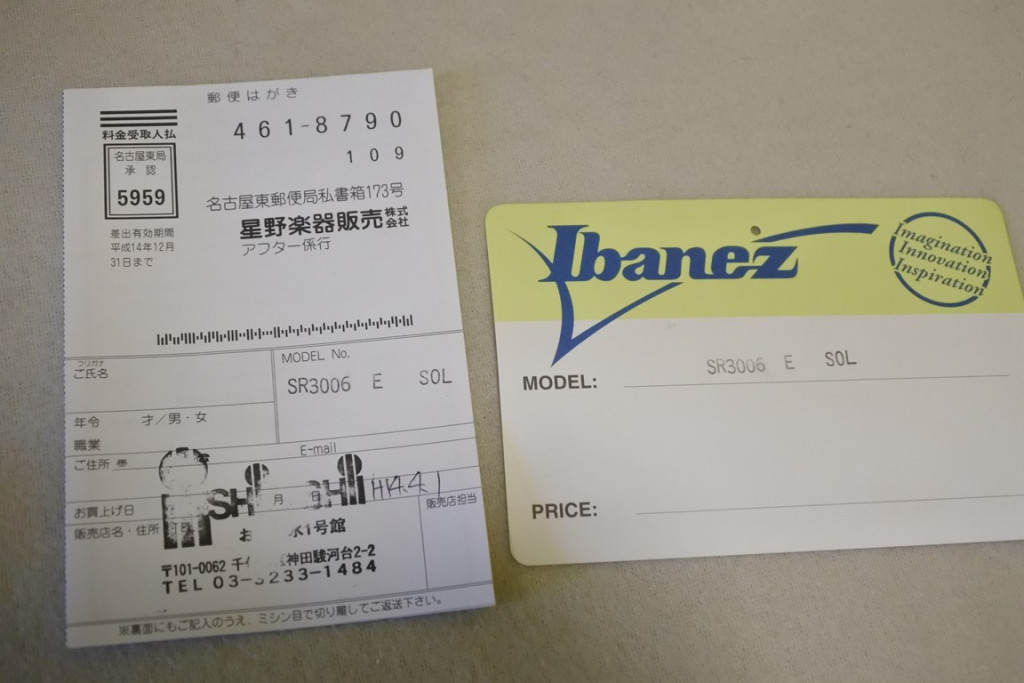 郵便はがき
料金受取人払
名古屋東局
承認
5959
差出有効期間
平成14年12月
31日まで
461-8790
109
名古屋東郵便局私書箱173号
星野楽器販売株式会社
アフター係行
フリガナ
ご氏名
MODEL No.
SR3006 E SOL
年令 才/男・女
職業
E-mail
ご住所
お買上げ日 月 日 H14.4.1
販売店名・住所
販売店担当
1号館
〒101-0062 神田駿河台2-2
TEL 03-3233-1484
※裏面にもご記入のうえ、ミシン目で切り離してご返送下さい。
Ibanez
Imagination
Innovation
Inspiration
MODEL: SR3006 E SOL
PRICE: